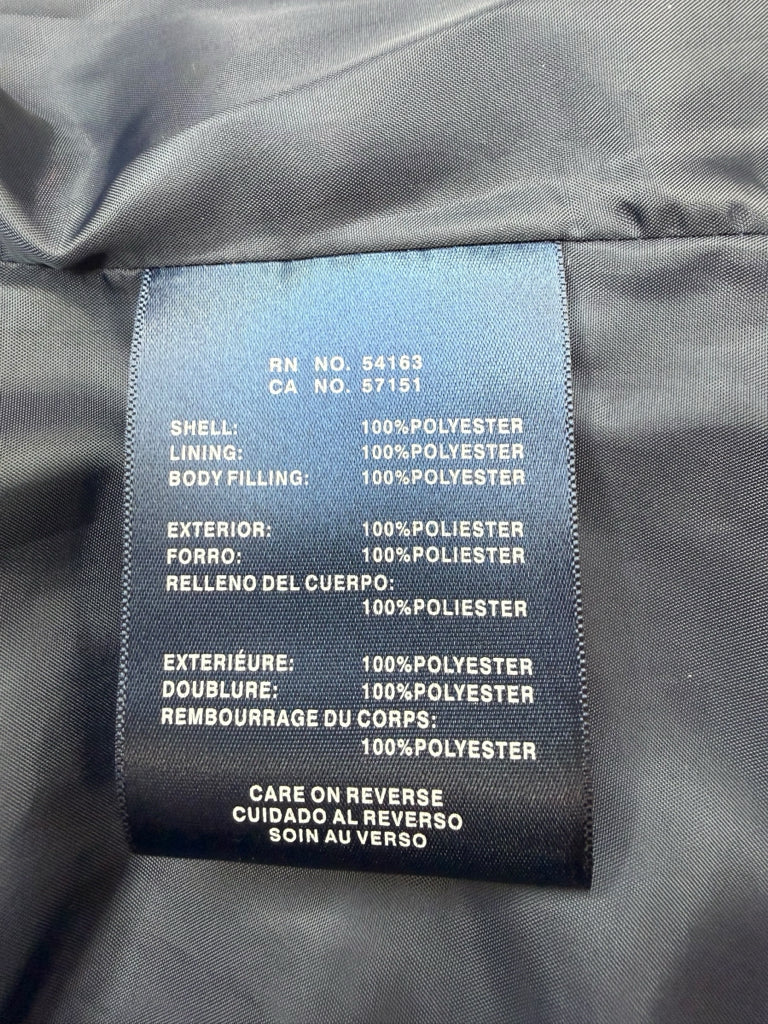 RN NO. 54163
CA NO. 57151
SHELL: 100%POLYESTER
LINING: 100%POLYESTER
BODY FILLING: 100%POLYESTER
EXTERIOR: 100%POLIESTER
FORRO: 100%POLIESTER
RELLENO DEL CUERPO:
100%POLIESTER
EXTERIÉURE: 100%POLYESTER
DOUBLURE: 100%POLYESTER
REMBOURRAGE DU CORPS:
100%POLYESTER
CARE ON REVERSE
CUIDADO AL REVERSO
SOIN AU VERSO